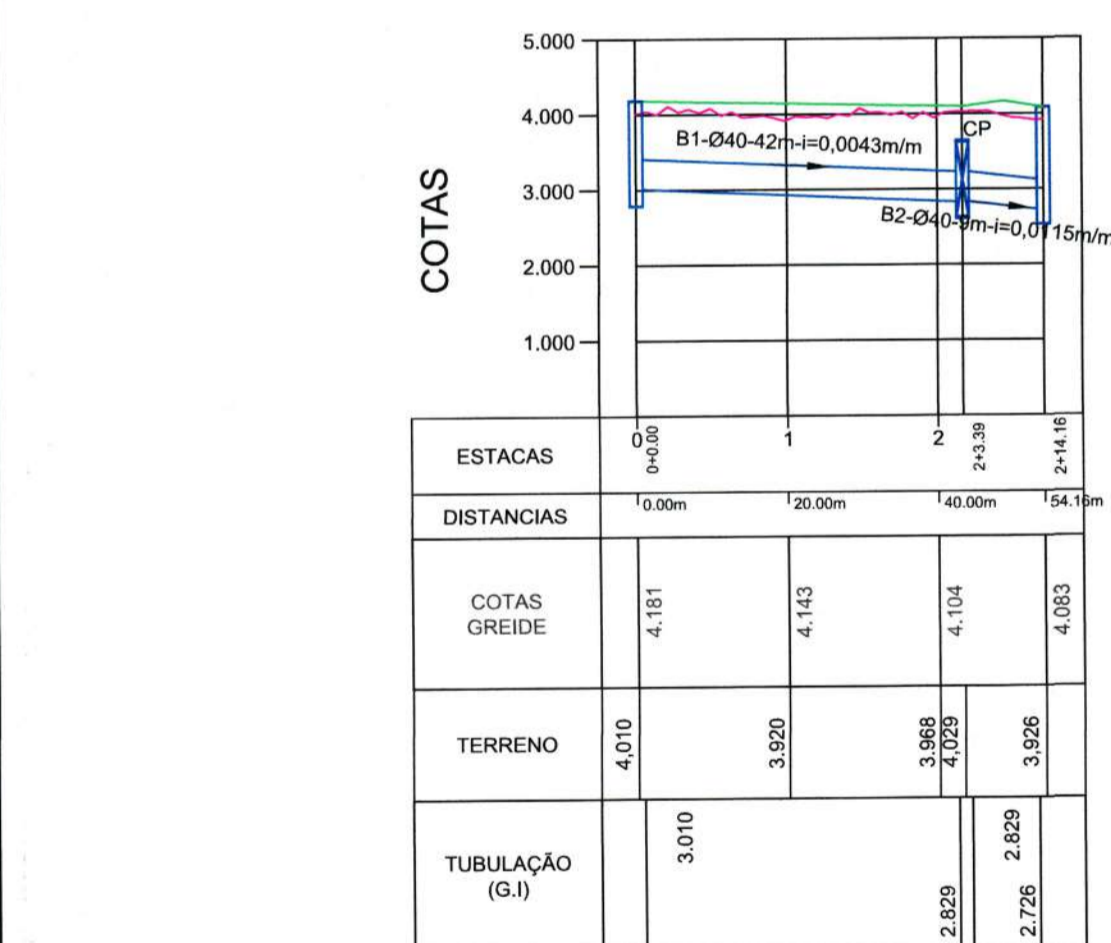 COTAS
5.000
4.000
3.000
2.000
1.000
CP
B1-Ø40-42m-i=0,0043m/m
B2-Ø40-9m-i=0,0115m/m
ESTACAS
0
0+0.00
1
2
2+3.39
2+14.16
DISTANCIAS
0.00m
20.00m
40.00m
54.16m
COTAS
GREIDE
4.181
4.143
4.104
4.083
TERRENO
4,010
3.920
3.968
4,029
3,926
TUBULAÇÃO
(G.I)
3.010
2.829
2.829
2.726